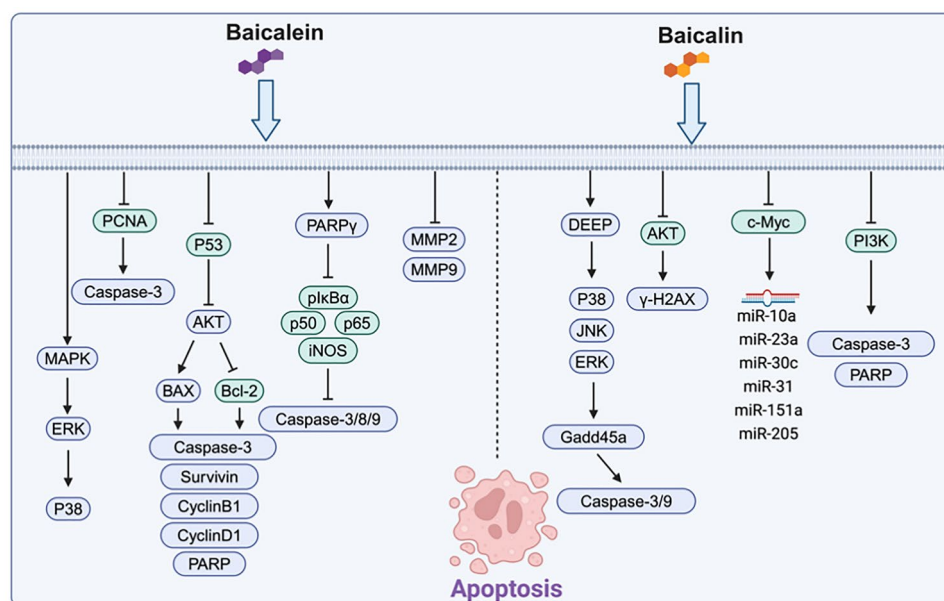 Baicalein
Baicalin
PCNA
Caspase-3
MAPK
ERK
P38
P53
AKT
BAX
Bcl-2
Caspase-3
Survivin
CyclinB1
CyclinD1
PARP
PARPγ
pIκBα
p50
p65
iNOS
Caspase-3/8/9
MMP2
MMP9
DEEP
P38
JNK
ERK
Gadd45a
Caspase-3/9
AKT
γ-H2AX
c-Myc
miR-10a
miR-23a
miR-30c
miR-31
miR-151a
miR-205
PI3K
Caspase-3
PARP
Apoptosis